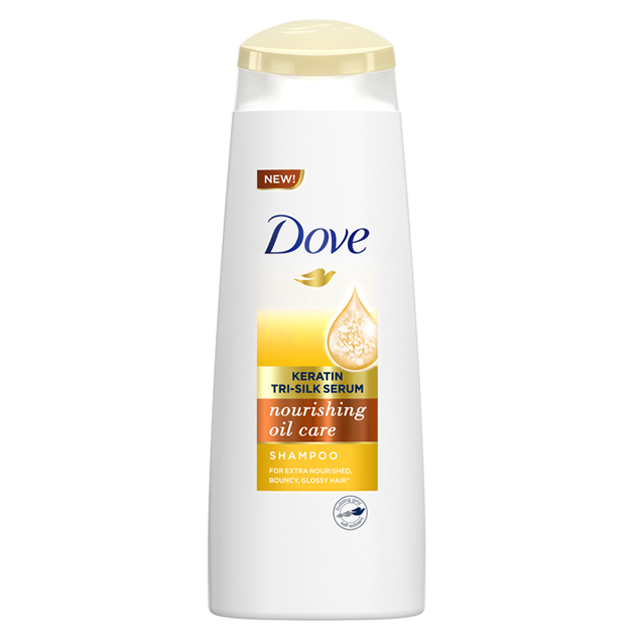 NEW!
Dove
KERATIN
TRI-SILK SERUM
nourishing
oil care
SHAMPOO
FOR EXTRA NOURISHED,
BOUNCY, GLOSSY HAIR*